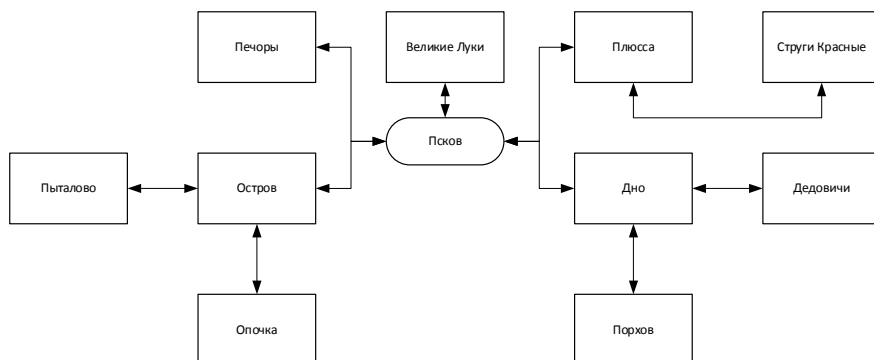 Печоры
Великие Луки
Плюсса
Струги Красные
Псков
Пыталово
Остров
Дно
Дедовичи
Опочка
Порхов